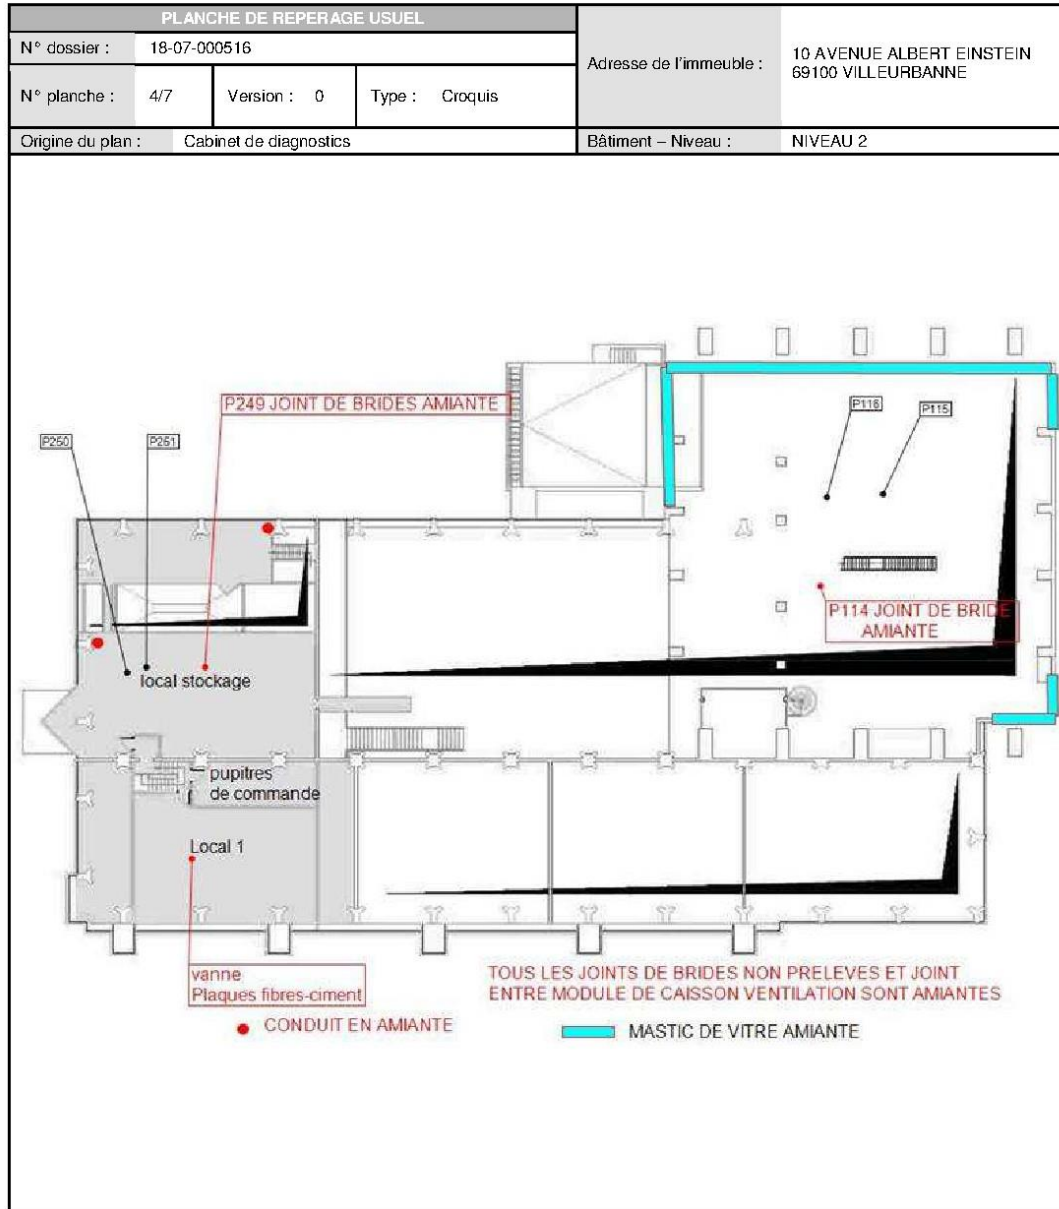 PLANCHE DE REPERAGE USUEL
N° dossier : 18-07-000516
Adresse de l'immeuble : 10 AVENUE ALBERT EINSTEIN
69100 VILLEURBANNE
N° planche : 4/7 Version : 0 Type : Croquis
Origine du plan : Cabinet de diagnostics
Bâtiment – Niveau : NIVEAU 2
P249 JOINT DE BRIDES AMIANTE
P116
P115
P250
P251
P114 JOINT DE BRIDE
AMIANTE
local stockage
pupitres
de commande
Local 1
vanne
Plaques fibres-ciment
TOUS LES JOINTS DE BRIDES NON PRELEVES ET JOINT
ENTRE MODULE DE CAISSON VENTILATION SONT AMIANTES
CONDUIT EN AMIANTE
MASTIC DE VITRE AMIANTE